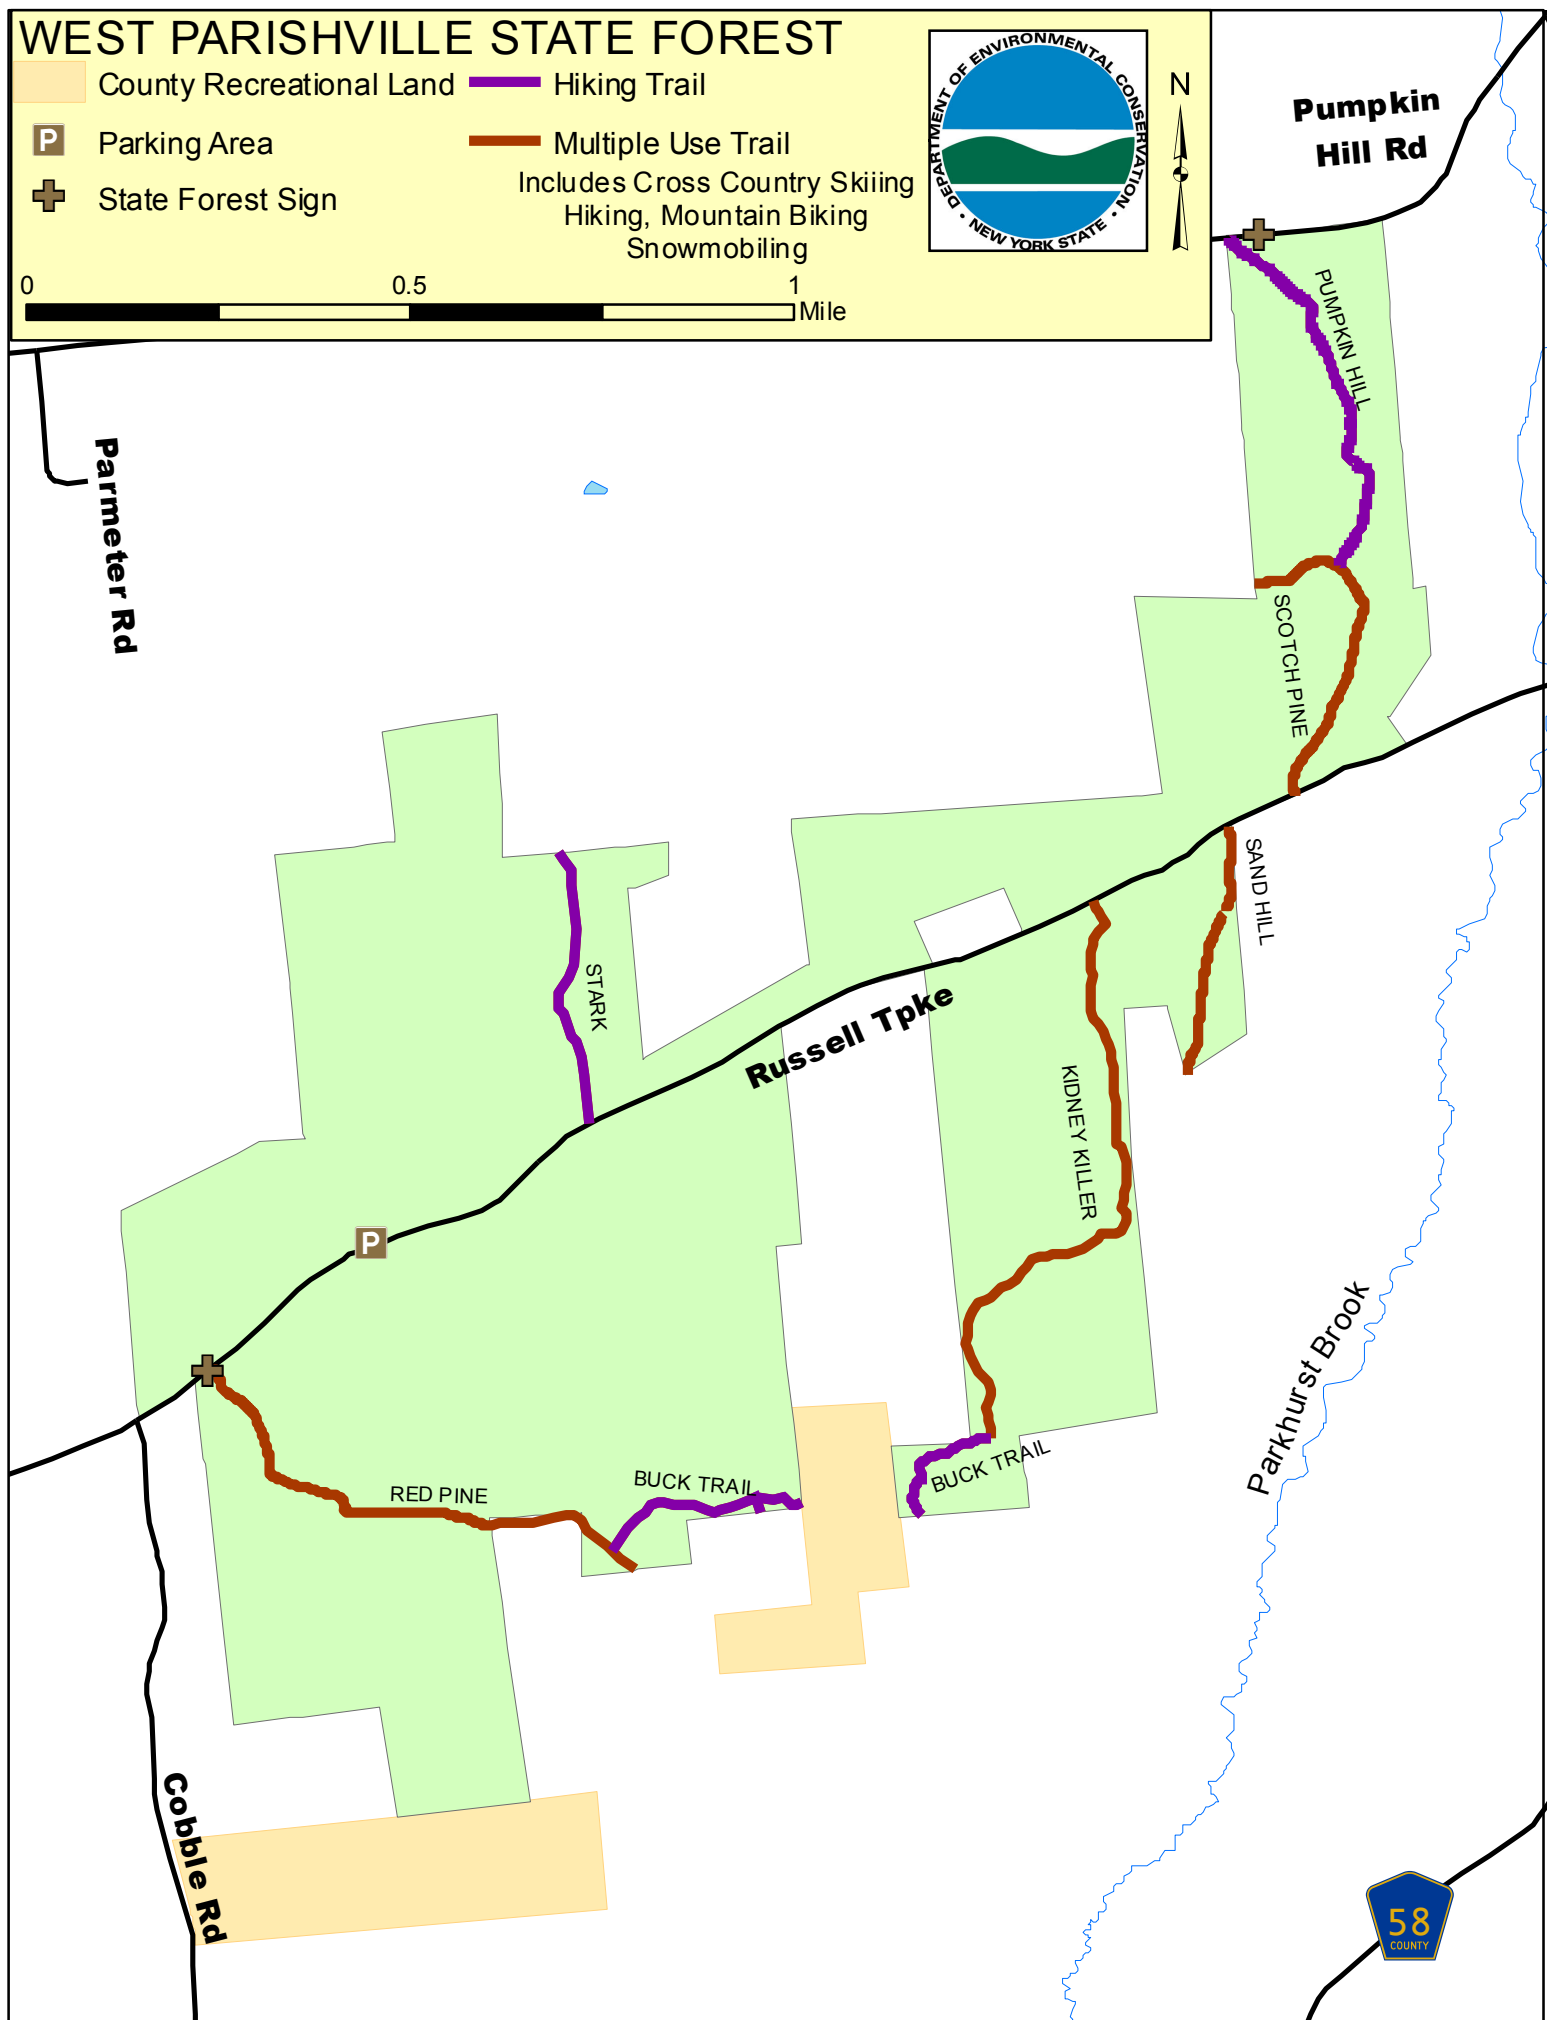 WEST PARISHVILLE STATE FOREST
County Recreational Land
Hiking Trail
P
Parking Area
Multiple Use Trail
State Forest Sign
Includes Cross Country Skiiing
Hiking, Mountain Biking
Snowmobiling
0
0.5
1
Mile
DEPARTMENT OF ENVIRONMENTAL CONSERVATION
• NEW YORK STATE •
N
Pumpkin
Hill Rd
PUMPKIN HILL
Parmeter Rd
SCOTCH PINE
SAND HILL
STARK
Russell Tpke
KIDNEY KILLER
P
Parkhurst Brook
BUCK TRAIL
BUCK TRAIL
RED PINE
Cobble Rd
58
COUNTY